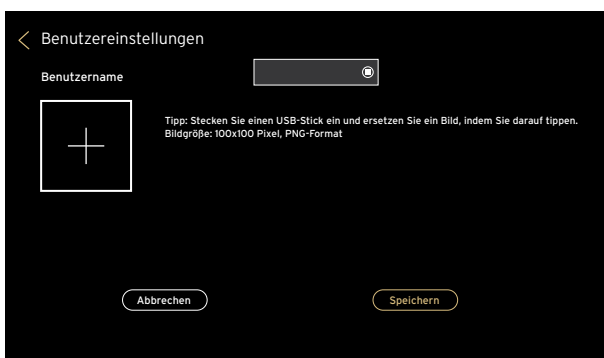 Benutzereinstellungen
Benutzername
Tipp: Stecken Sie einen USB-Stick ein und ersetzen Sie ein Bild, indem Sie darauf tippen.
Bildgröße: 100x100 Pixel, PNG-Format
Abbrechen
Speichern